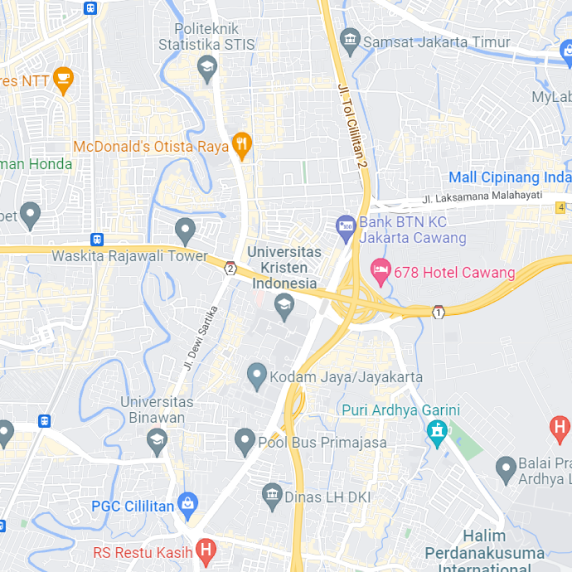 Politeknik
Statistika STIS
Samsat Jakarta Timur
res NTT
MyLab
Jl. Tol Cililitan 2
McDonald's Otista Raya
man Honda
Mall Cipinang Inda
Jl. Laksamana Malahayati
4
pet
Bank BTN KC
Jakarta Cawang
Waskita Rajawali Tower
2
Universitas
Kristen
Indonesia
678 Hotel Cawang
1
Jl. Dewi Sartika
Kodam Jaya/Jayakarta
Universitas
Binawan
Puri Ardhya Garini
H
Pool Bus Primajasa
Balai Pra
Ardhya L
Dinas LH DKI
PGC Cililitan
Halim
Perdanakusuma
International
RS Restu Kasih
H